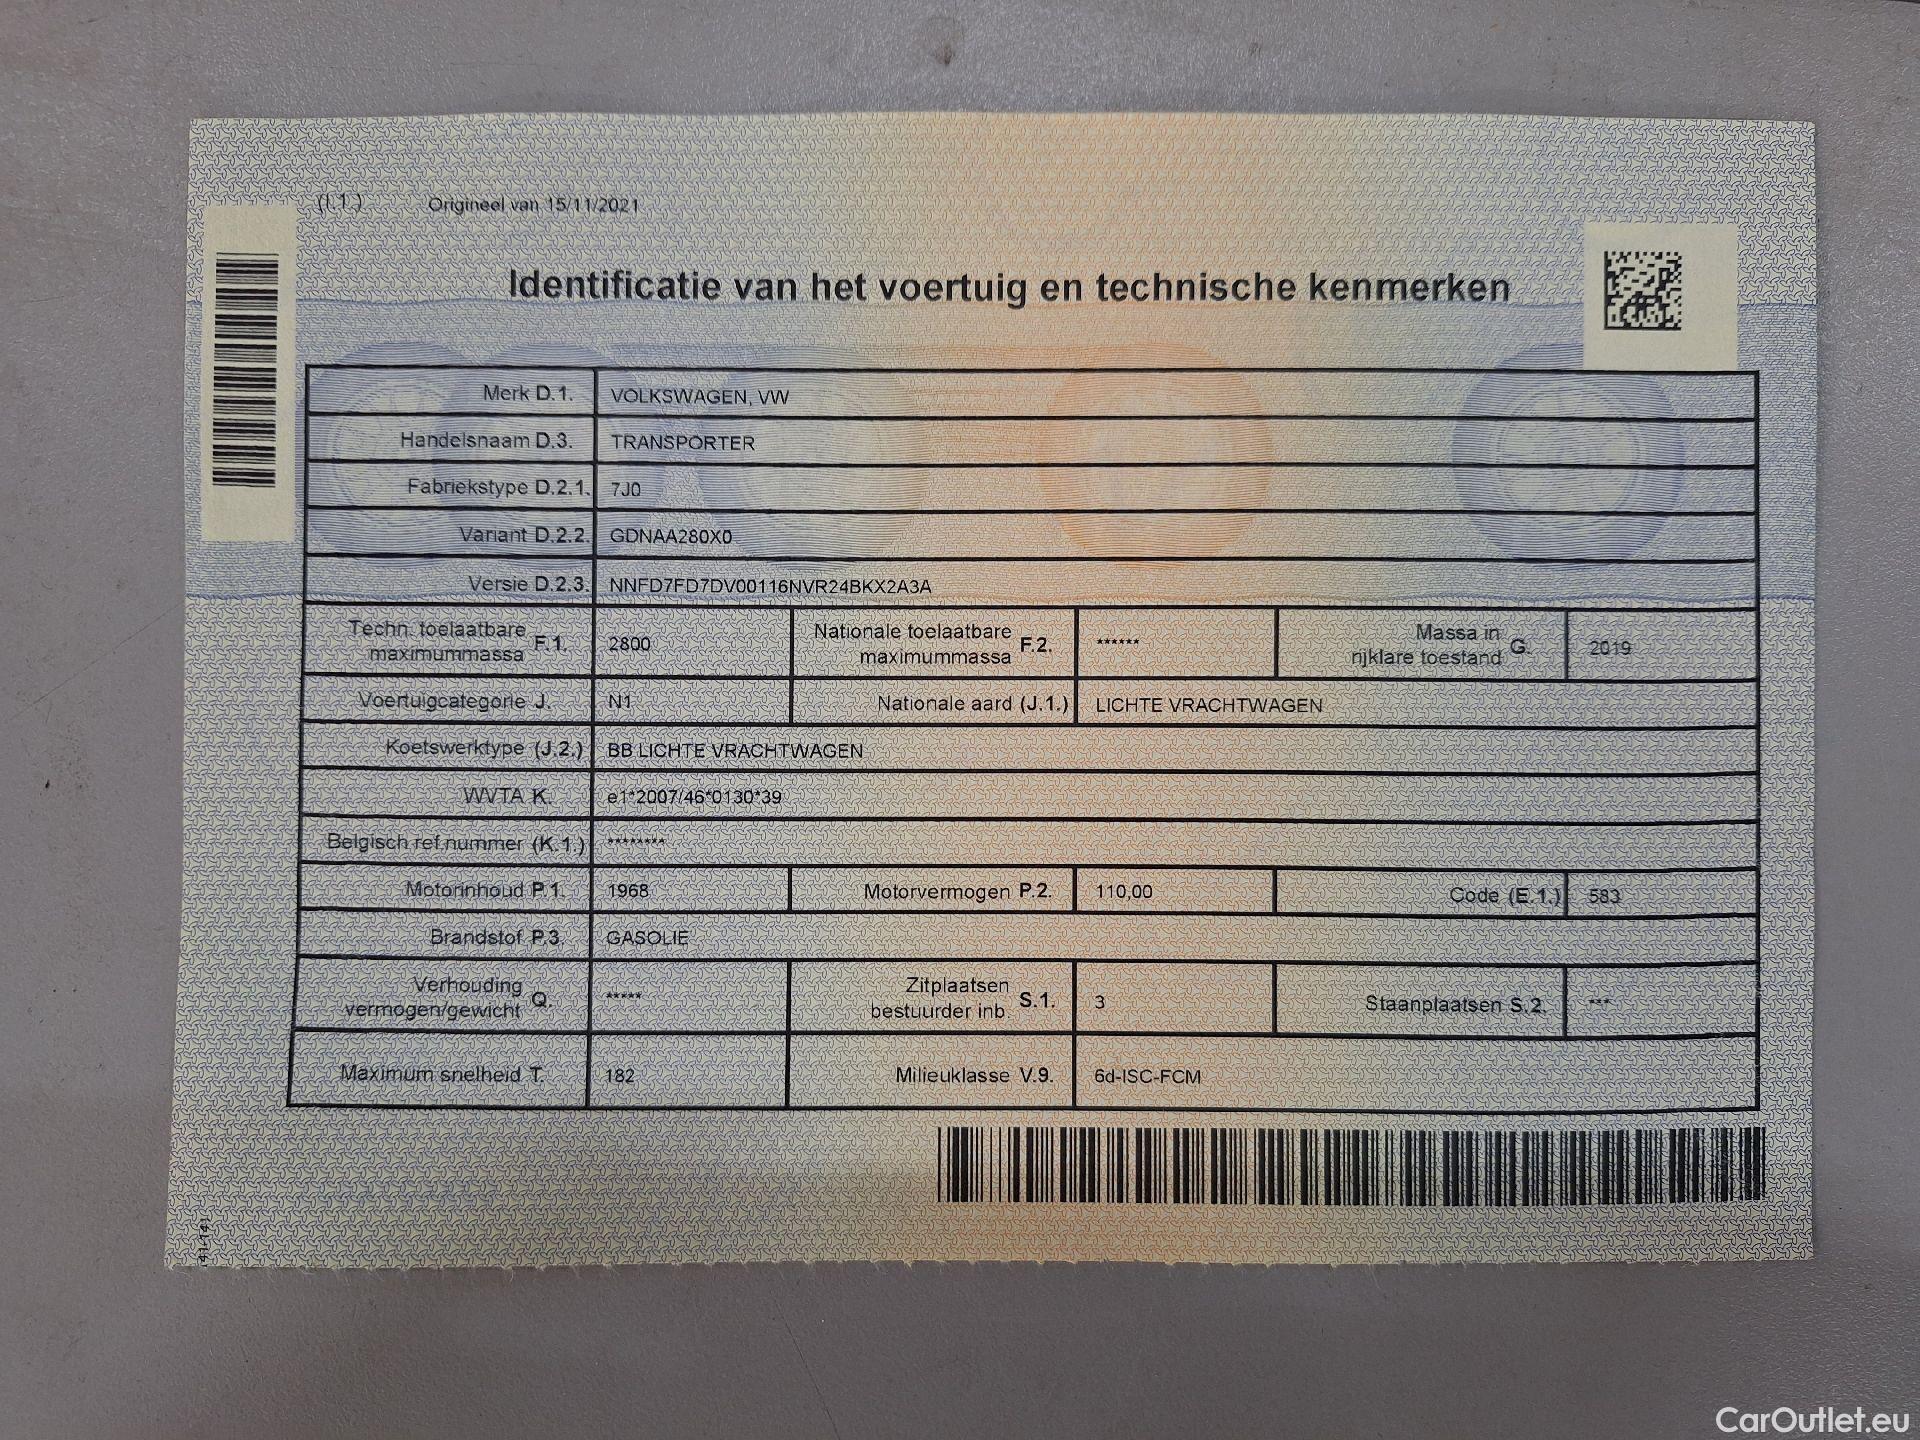 (I.1.) Origineel van 15/11/2021
Identificatie van het voertuig en technische kenmerken
Merk D.1. VOLKSWAGEN, VW
Handelsnaam D.3. TRANSPORTER
Fabriekstype D.2.1. 7J0
Variant D.2.2. GDNAA280X0
Versie D.2.3. NNFD7FD7DV00116NVR24BKX2A3A
Techn. toelaatbare maximummassa F.1. 2800 Nationale toelaatbare maximummassa F.2. ****** Massa in rijklare toestand G. 2019
Voertuigcategorie J. N1 Nationale aard (J.1.) LICHTE VRACHTWAGEN
Koetswerktype (J.2.) BB LICHTE VRACHTWAGEN
WVTA K. e1*2007/46*0130*39
Belgisch ref.nummer (K.1.) ********
Motorinhoud P.1. 1968 Motorvermogen P.2. 110,00 Code (E.1.) 583
Brandstof P.3. GASOLIE
Verhouding vermogen/gewicht Q. ***** Zitplaatsen bestuurder inb. S.1. 3 Staanplaatsen S.2. ***
Maximum snelheid T. 182 Milieuklasse V.9. 6d-ISC-FCM
141-141
CarOutlet.eu